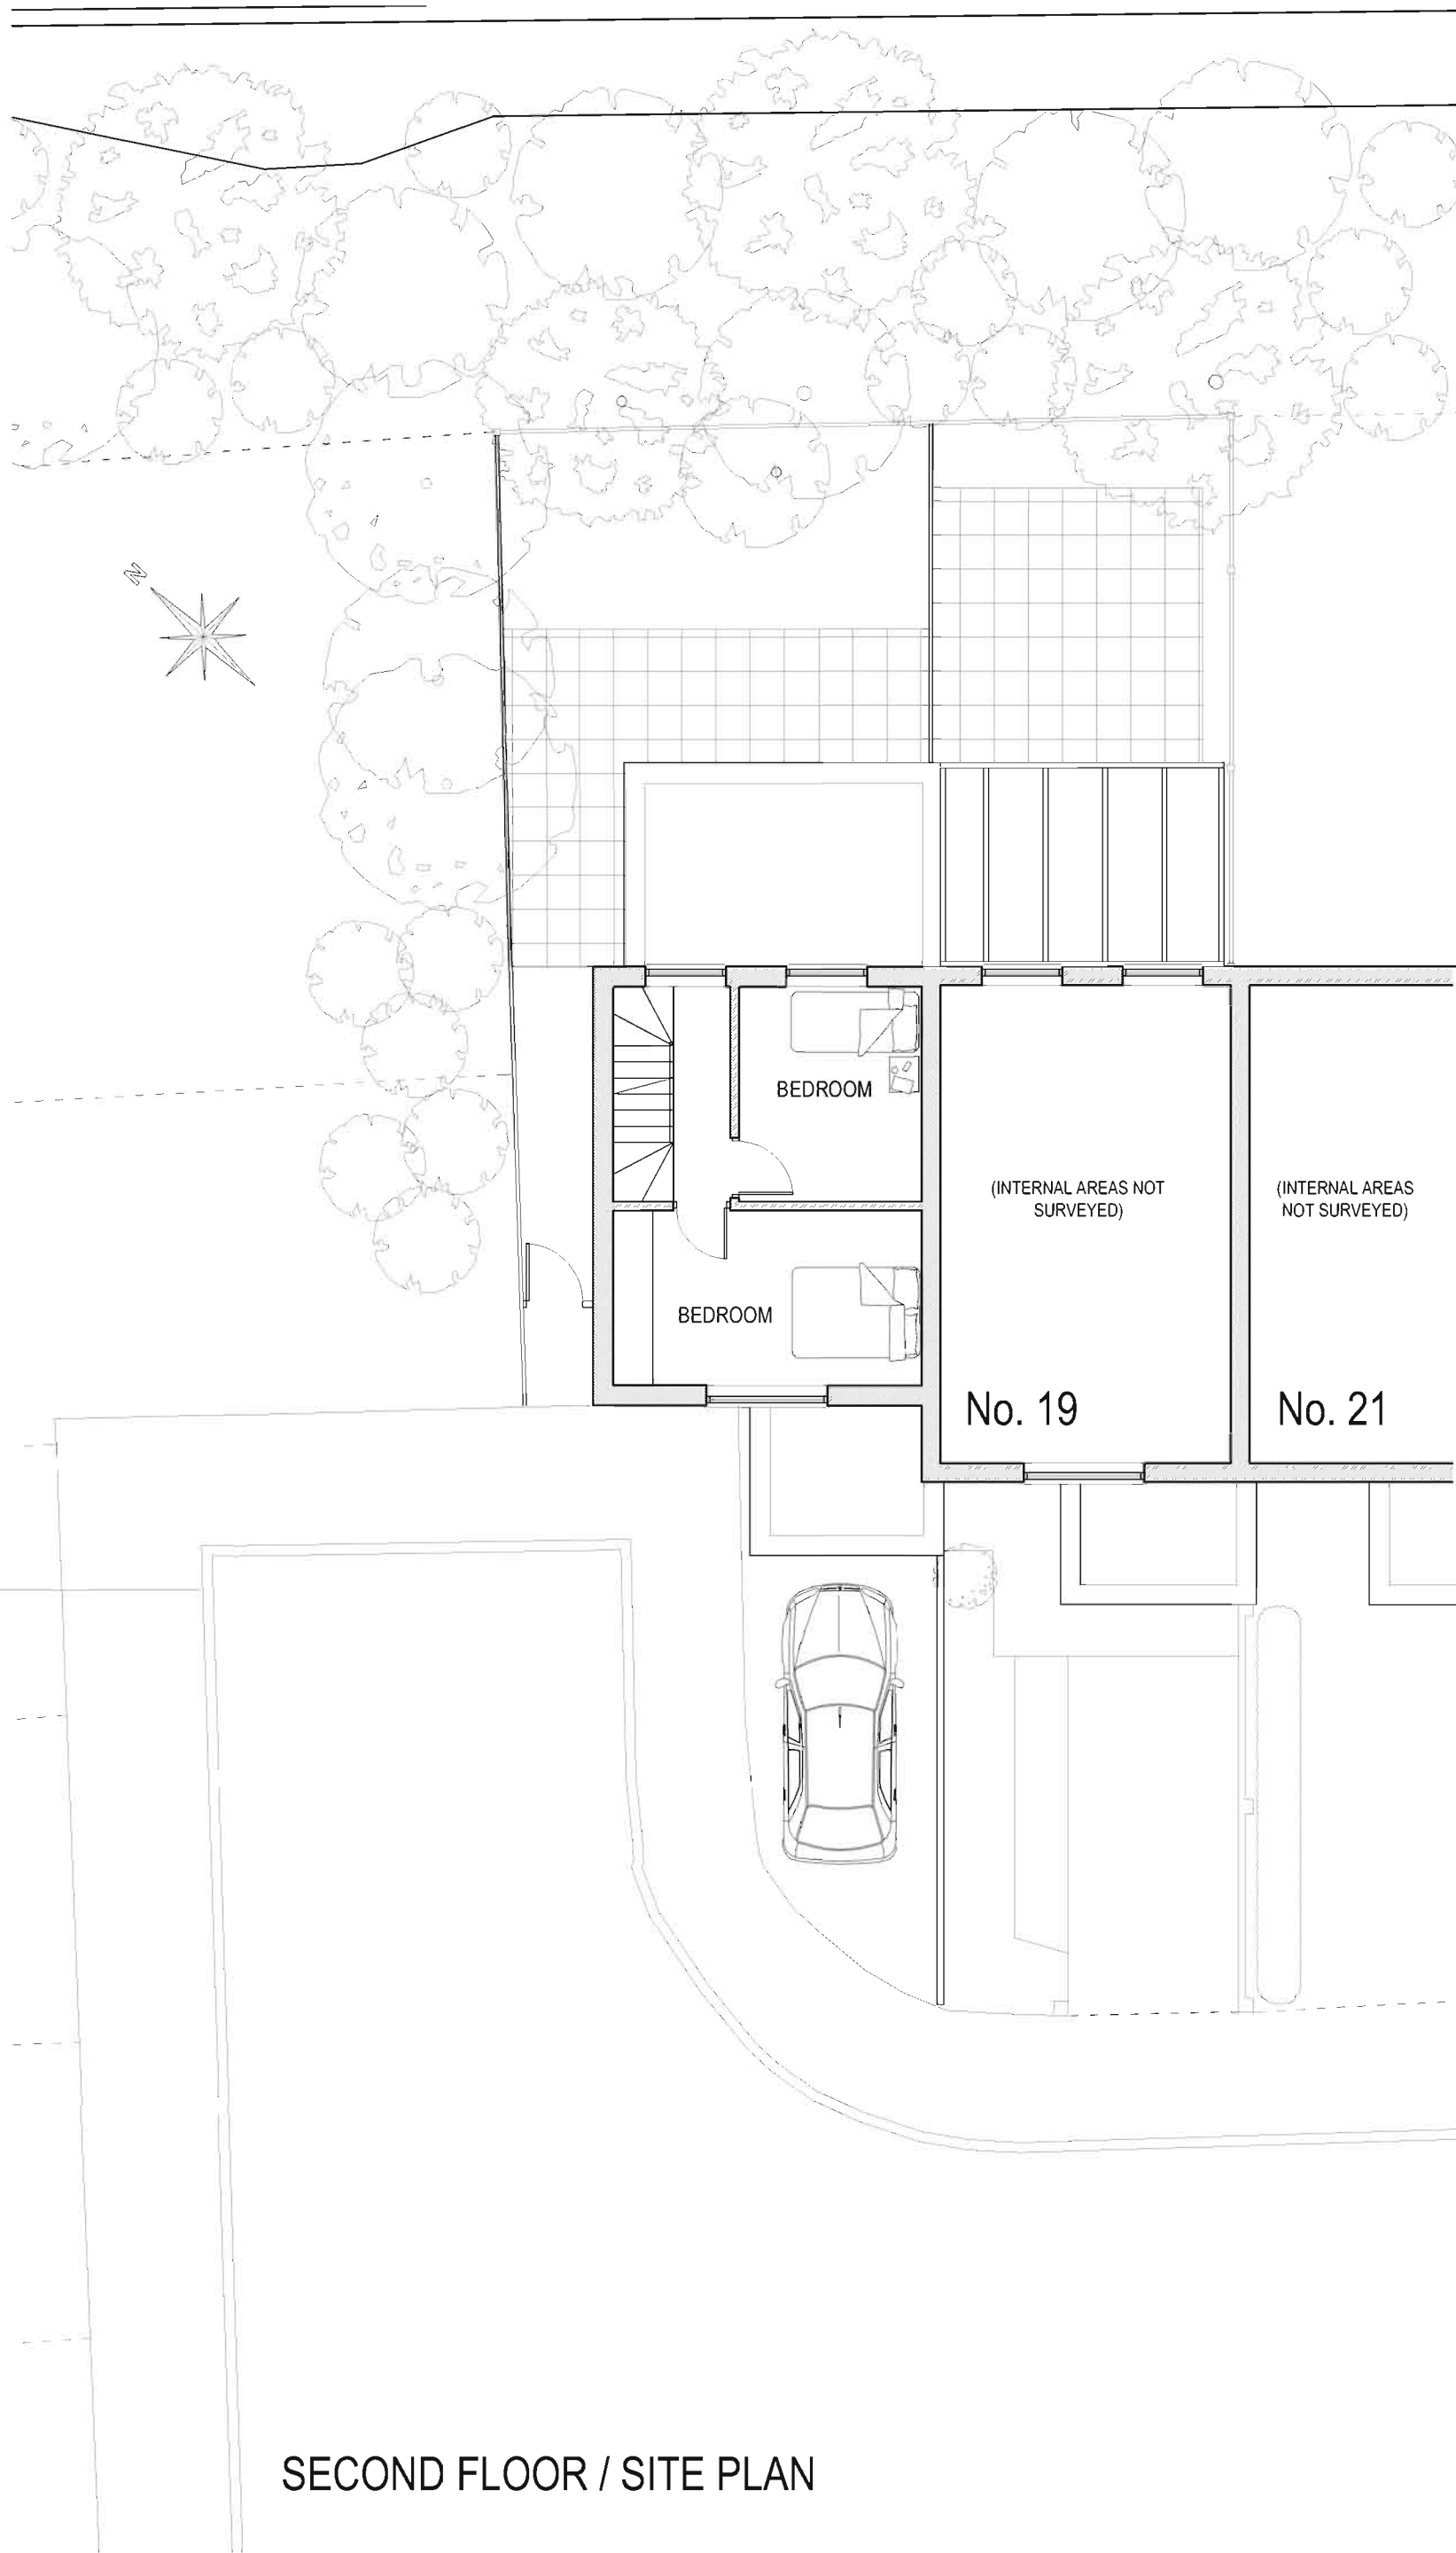 N
BEDROOM
(INTERNAL AREAS NOT
SURVEYED)
(INTERNAL AREAS
NOT SURVEYED)
BEDROOM
No. 19
No. 21
SECOND FLOOR / SITE PLAN